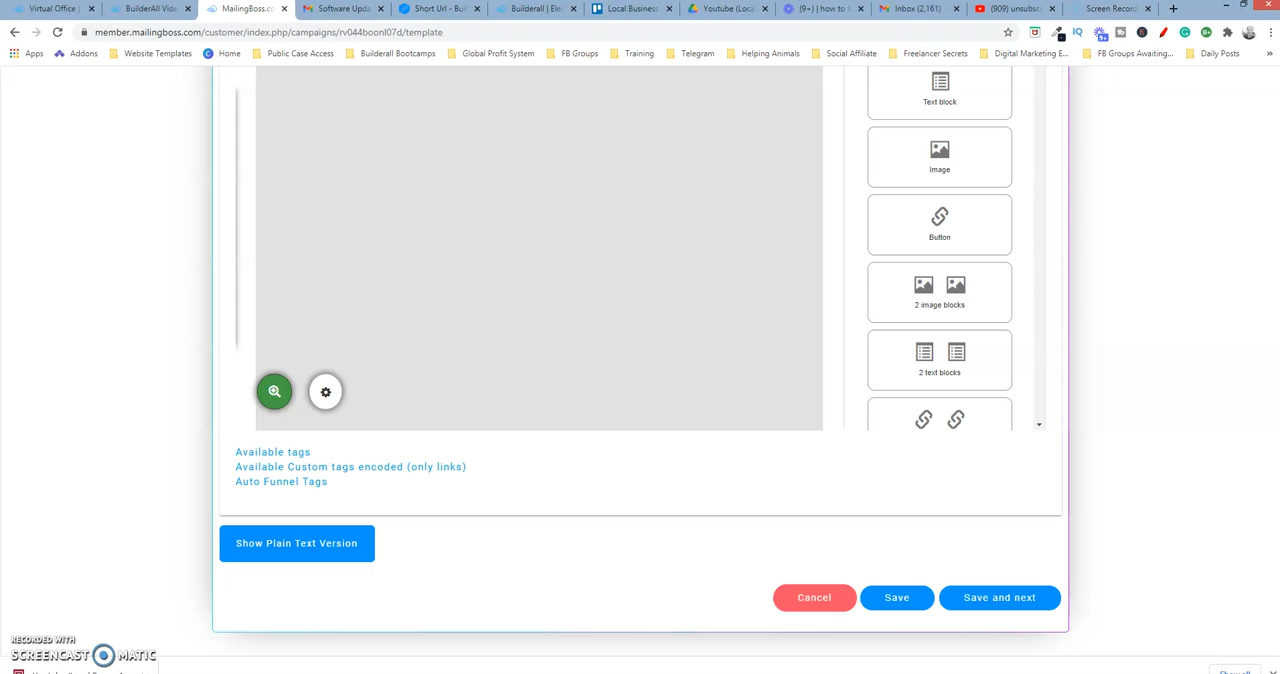 Virtual Office |
BuilderAll Vide
MailingBoss.co
Software Upda
Short Url - Buil
Builderall | Ele
Local Business
Youtube (Loca
(9+) | how to f
Inbox (2,161)
(909) unsubscr
Screen Record
member.mailingboss.com/customer/index.php/campaigns/rv044boonl07d/template
Apps
Addons
Website Templates
Home
Public Case Access
Builderall Bootcamps
Global Profit System
FB Groups
Training
Telegram
Helping Animals
Social Affiliate
Freelancer Secrets
Digital Marketing E...
FB Groups Awaiting...
Daily Posts
Text block
Image
Button
2 image blocks
2 text blocks
Available tags
Available Custom tags encoded (only links)
Auto Funnel Tags
Show Plain Text Version
Cancel
Save
Save and next
RECORDED WITH
SCREENCAST MATIC
Show all